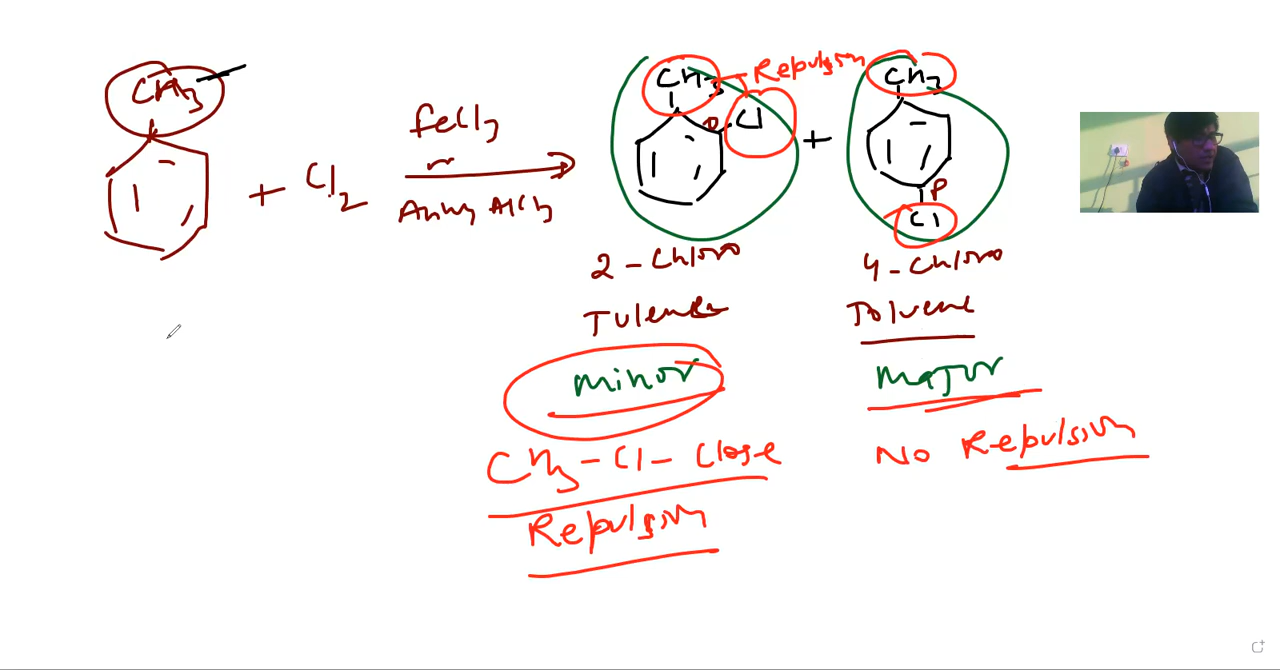 CH3
+ Cl2
FeCl3
or
Anhy AlCl3
CH3
Repulsion
Cl
o
+
CH3
p
Cl
2 - Chloro
Tulene
minor
CH3 - Cl - Close
Repulsion
4 - Chloro
Toluene
Major
No Repulsion